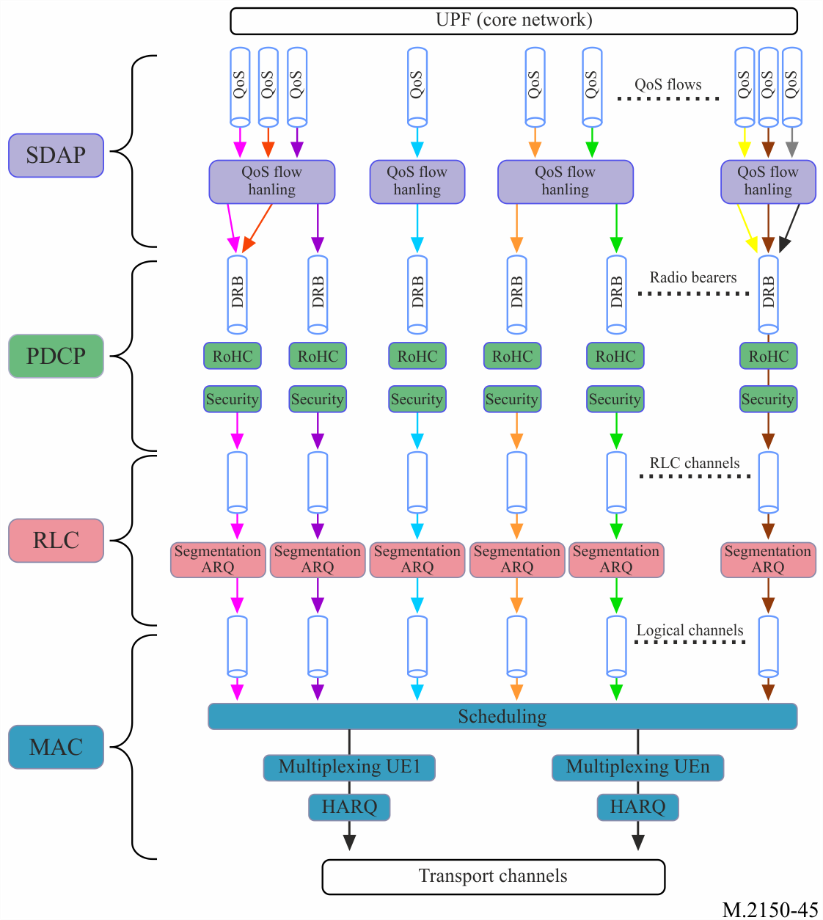 UPF (core network)
QoS QoS QoS QoS QoS QoS QoS flows QoS QoS QoS
SDAP
QoS flow QoS flow QoS flow QoS flow
hanling hanling hanling hanling
DRB DRB DRB DRB DRB Radio bearers DRB
PDCP
RoHC RoHC RoHC RoHC RoHC RoHC
Security Security Security Security Security Security
RLC channels
RLC
Segmentation Segmentation Segmentation Segmentation Segmentation Segmentation
ARQ ARQ ARQ ARQ ARQ ARQ
Logical channels
Scheduling
MAC
Multiplexing UE1 Multiplexing UEn
HARQ HARQ
Transport channels
M.2150-45